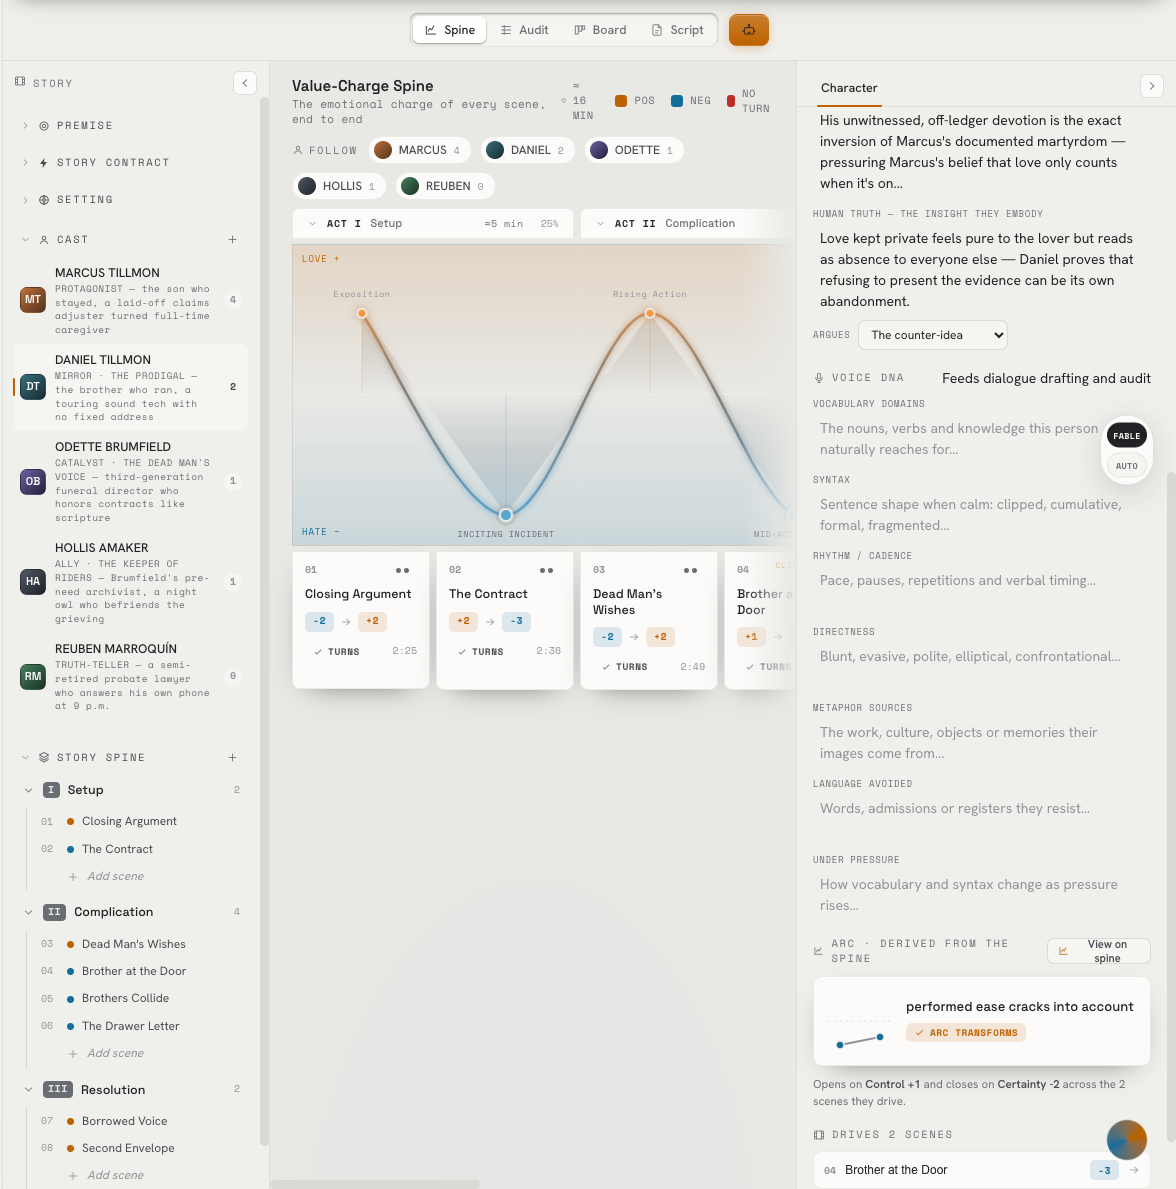 Spine
Audit
Board
Script
STORY
PREMISE
STORY CONTRACT
SETTING
CAST
MT
MARCUS TILLMON
PROTAGONIST — the son who
stayed, a laid-off claims
adjuster turned full-time
caregiver
4
DT
DANIEL TILLMON
MIRROR · THE PRODIGAL —
the brother who ran, a
touring sound tech with
no fixed address
2
OB
ODETTE BRUMFIELD
CATALYST · THE DEAD MAN'S
VOICE — third-generation
funeral director who
honors contracts like
scripture
1
HA
HOLLIS AMAKER
ALLY · THE KEEPER OF
RIDERS — Brumfield's pre-
need archivist, a night
owl who befriends the
grieving
1
RM
REUBEN MARROQUÍN
TRUTH-TELLER — a semi-
retired probate lawyer
who answers his own phone
at 9 p.m.
0
STORY SPINE
I Setup 2
01 Closing Argument
02 The Contract
Add scene
II Complication 4
03 Dead Man's Wishes
04 Brother at the Door
05 Brothers Collide
06 The Drawer Letter
Add scene
III Resolution 2
07 Borrowed Voice
08 Second Envelope
Add scene
Value-Charge Spine
The emotional charge of every scene,
end to end
≈
16
MIN
POS
NEG
NO
TURN
FOLLOW
MARCUS 4
DANIEL 2
ODETTE 1
HOLLIS 1
REUBEN 0
ACT I Setup ≈5 min 25%
ACT II Complication
LOVE +
Exposition
Rising Action
HATE −
INCITING INCIDENT
MID-AC
01
Closing Argument
-2 → +2
TURNS 2:25
02
The Contract
+2 → -3
TURNS 2:36
03
Dead Man's
Wishes
-2 → +2
TURNS 2:49
04
CLI
Brother a
Door
+1 →
TURNS
Character
His unwitnessed, off-ledger devotion is the exact
inversion of Marcus's documented martyrdom —
pressuring Marcus's belief that love only counts
when it's on…
HUMAN TRUTH — THE INSIGHT THEY EMBODY
Love kept private feels pure to the lover but reads
as absence to everyone else — Daniel proves that
refusing to present the evidence can be its own
abandonment.
ARGUES The counter-idea
VOICE DNA Feeds dialogue drafting and audit
VOCABULARY DOMAINS
The nouns, verbs and knowledge this person
naturally reaches for…
FABLE
AUTO
SYNTAX
Sentence shape when calm: clipped, cumulative,
formal, fragmented…
RHYTHM / CADENCE
Pace, pauses, repetitions and verbal timing…
DIRECTNESS
Blunt, evasive, polite, elliptical, confrontational…
METAPHOR SOURCES
The work, culture, objects or memories their
images come from…
LANGUAGE AVOIDED
Words, admissions or registers they resist…
UNDER PRESSURE
How vocabulary and syntax change as pressure
rises…
ARC · DERIVED FROM THE
SPINE
View on
spine
performed ease cracks into account
ARC TRANSFORMS
Opens on Control +1 and closes on Certainty -2 across the 2
scenes they drive.
DRIVES 2 SCENES
04 Brother at the Door -3 →